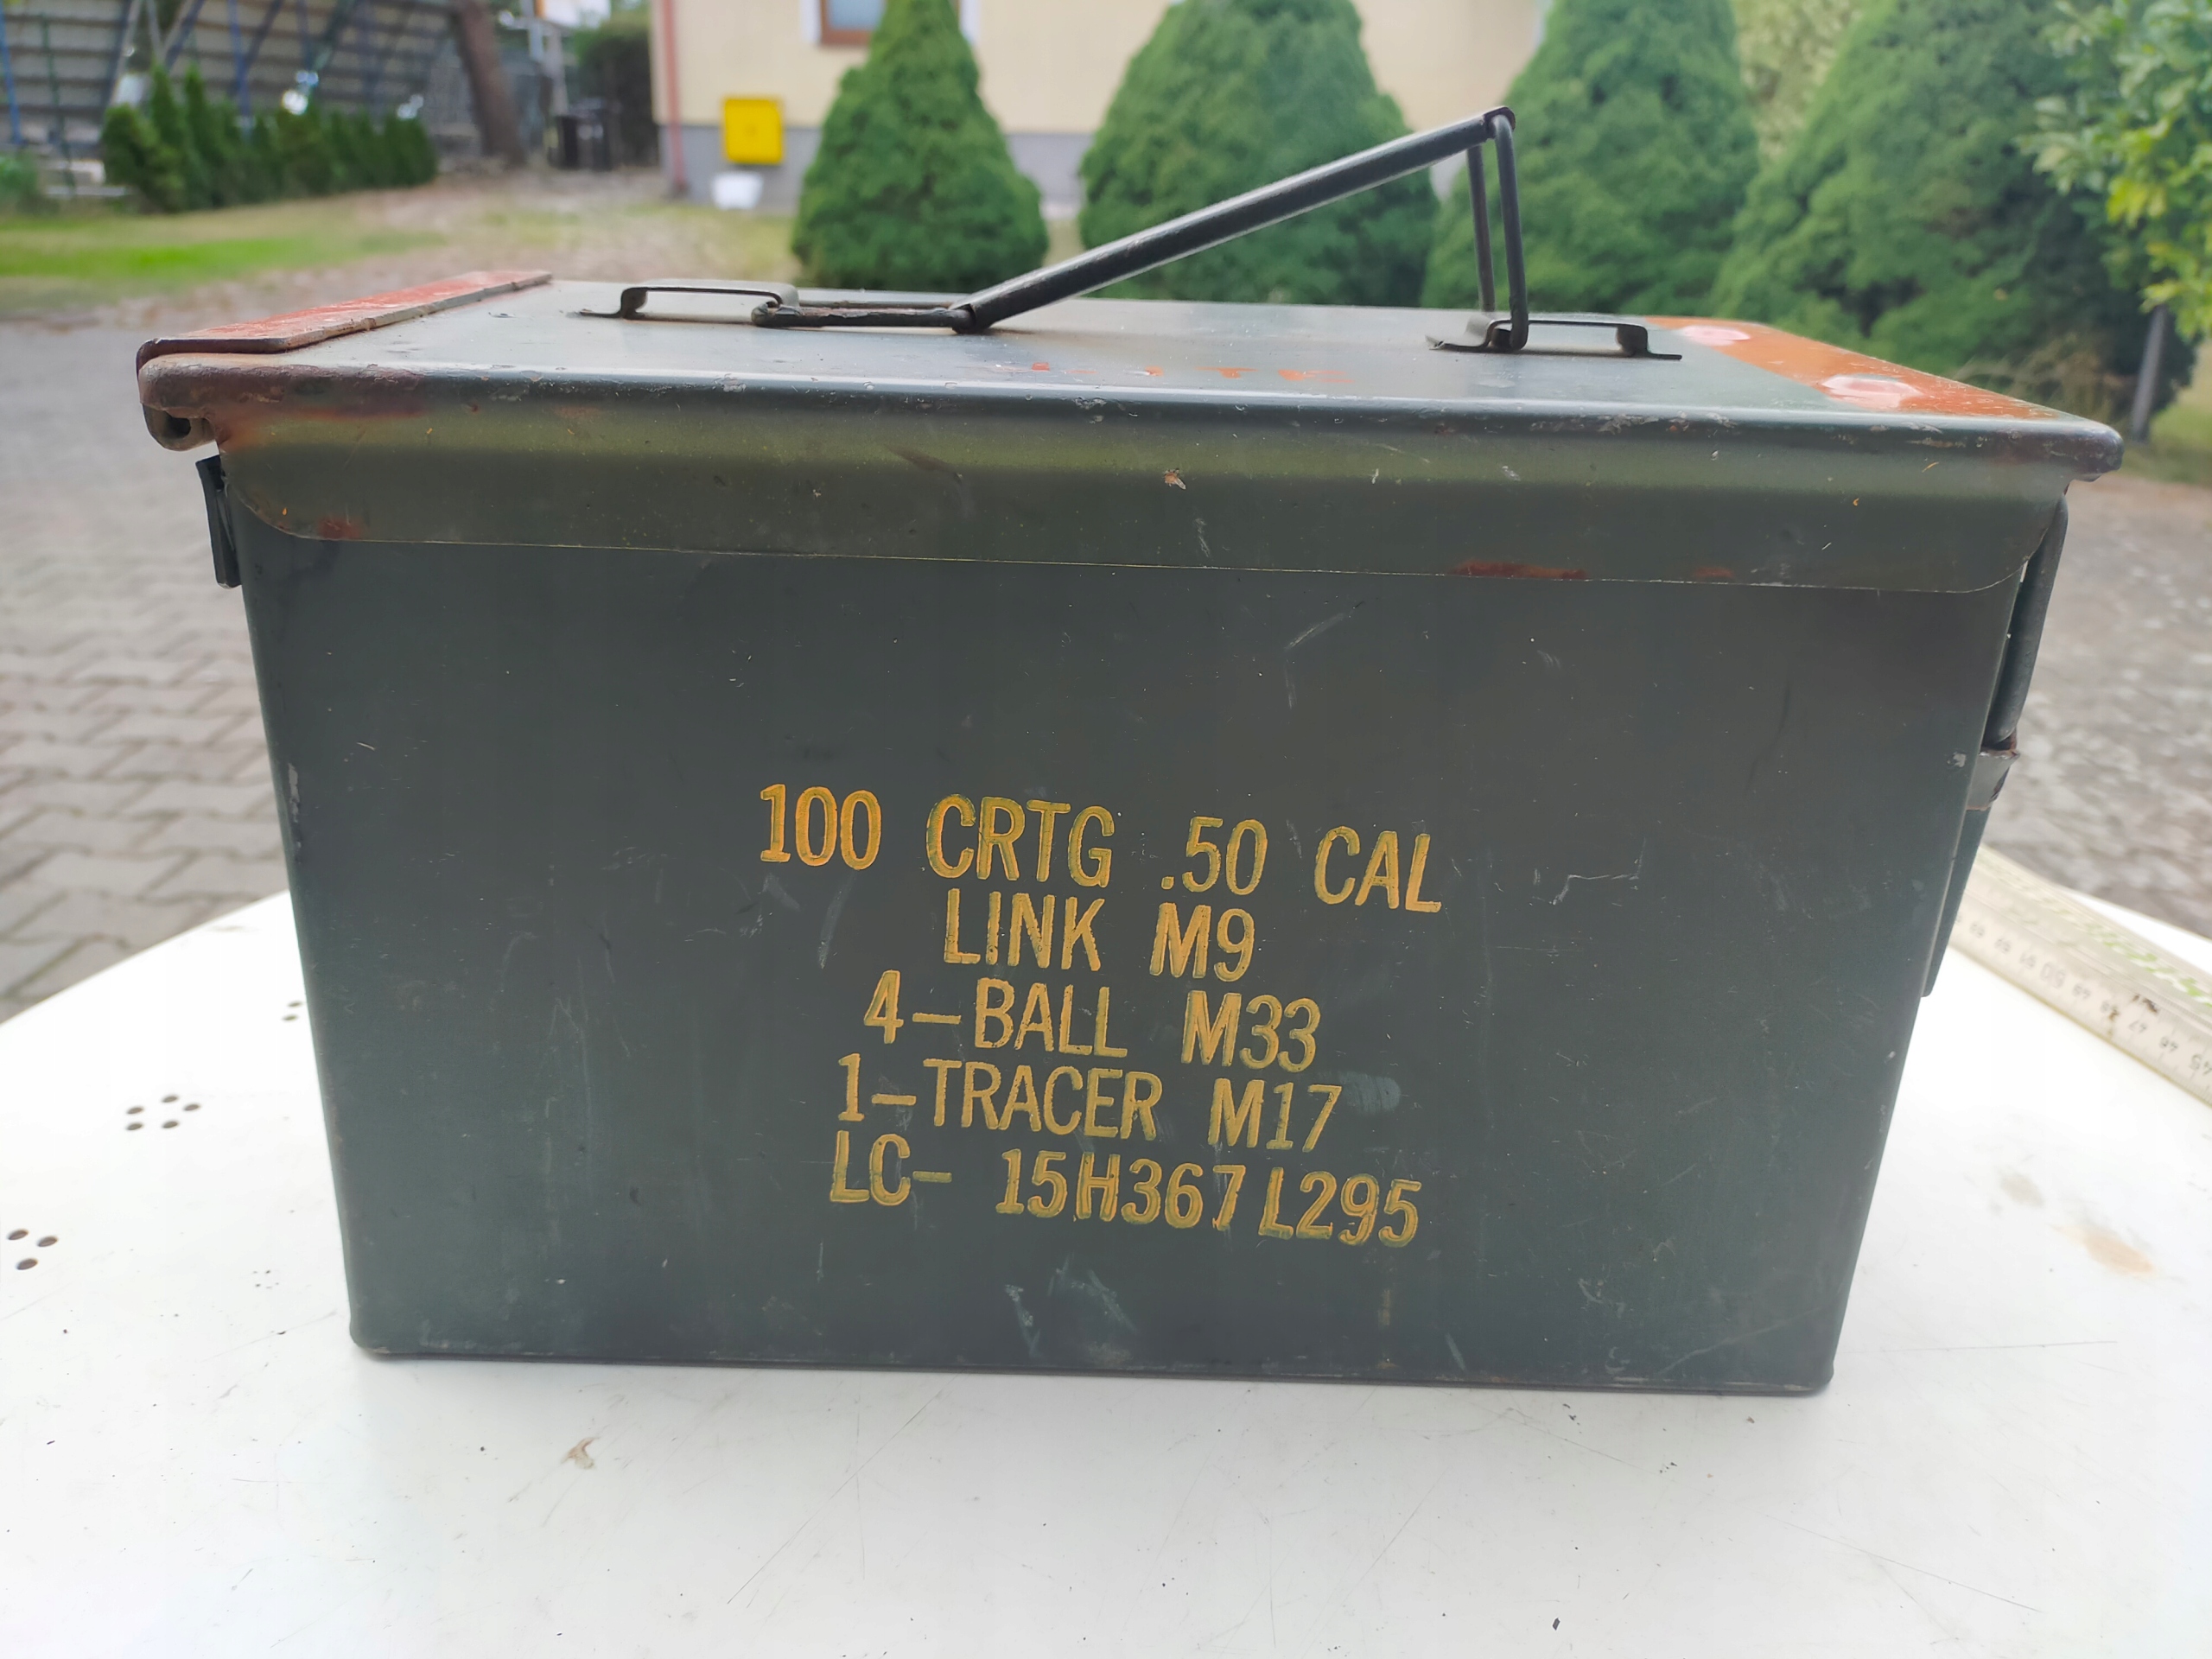 100 CRTG .50 CAL
LINK M9
4-BALL M33
1-TRACER M17
LC- 15H367L295